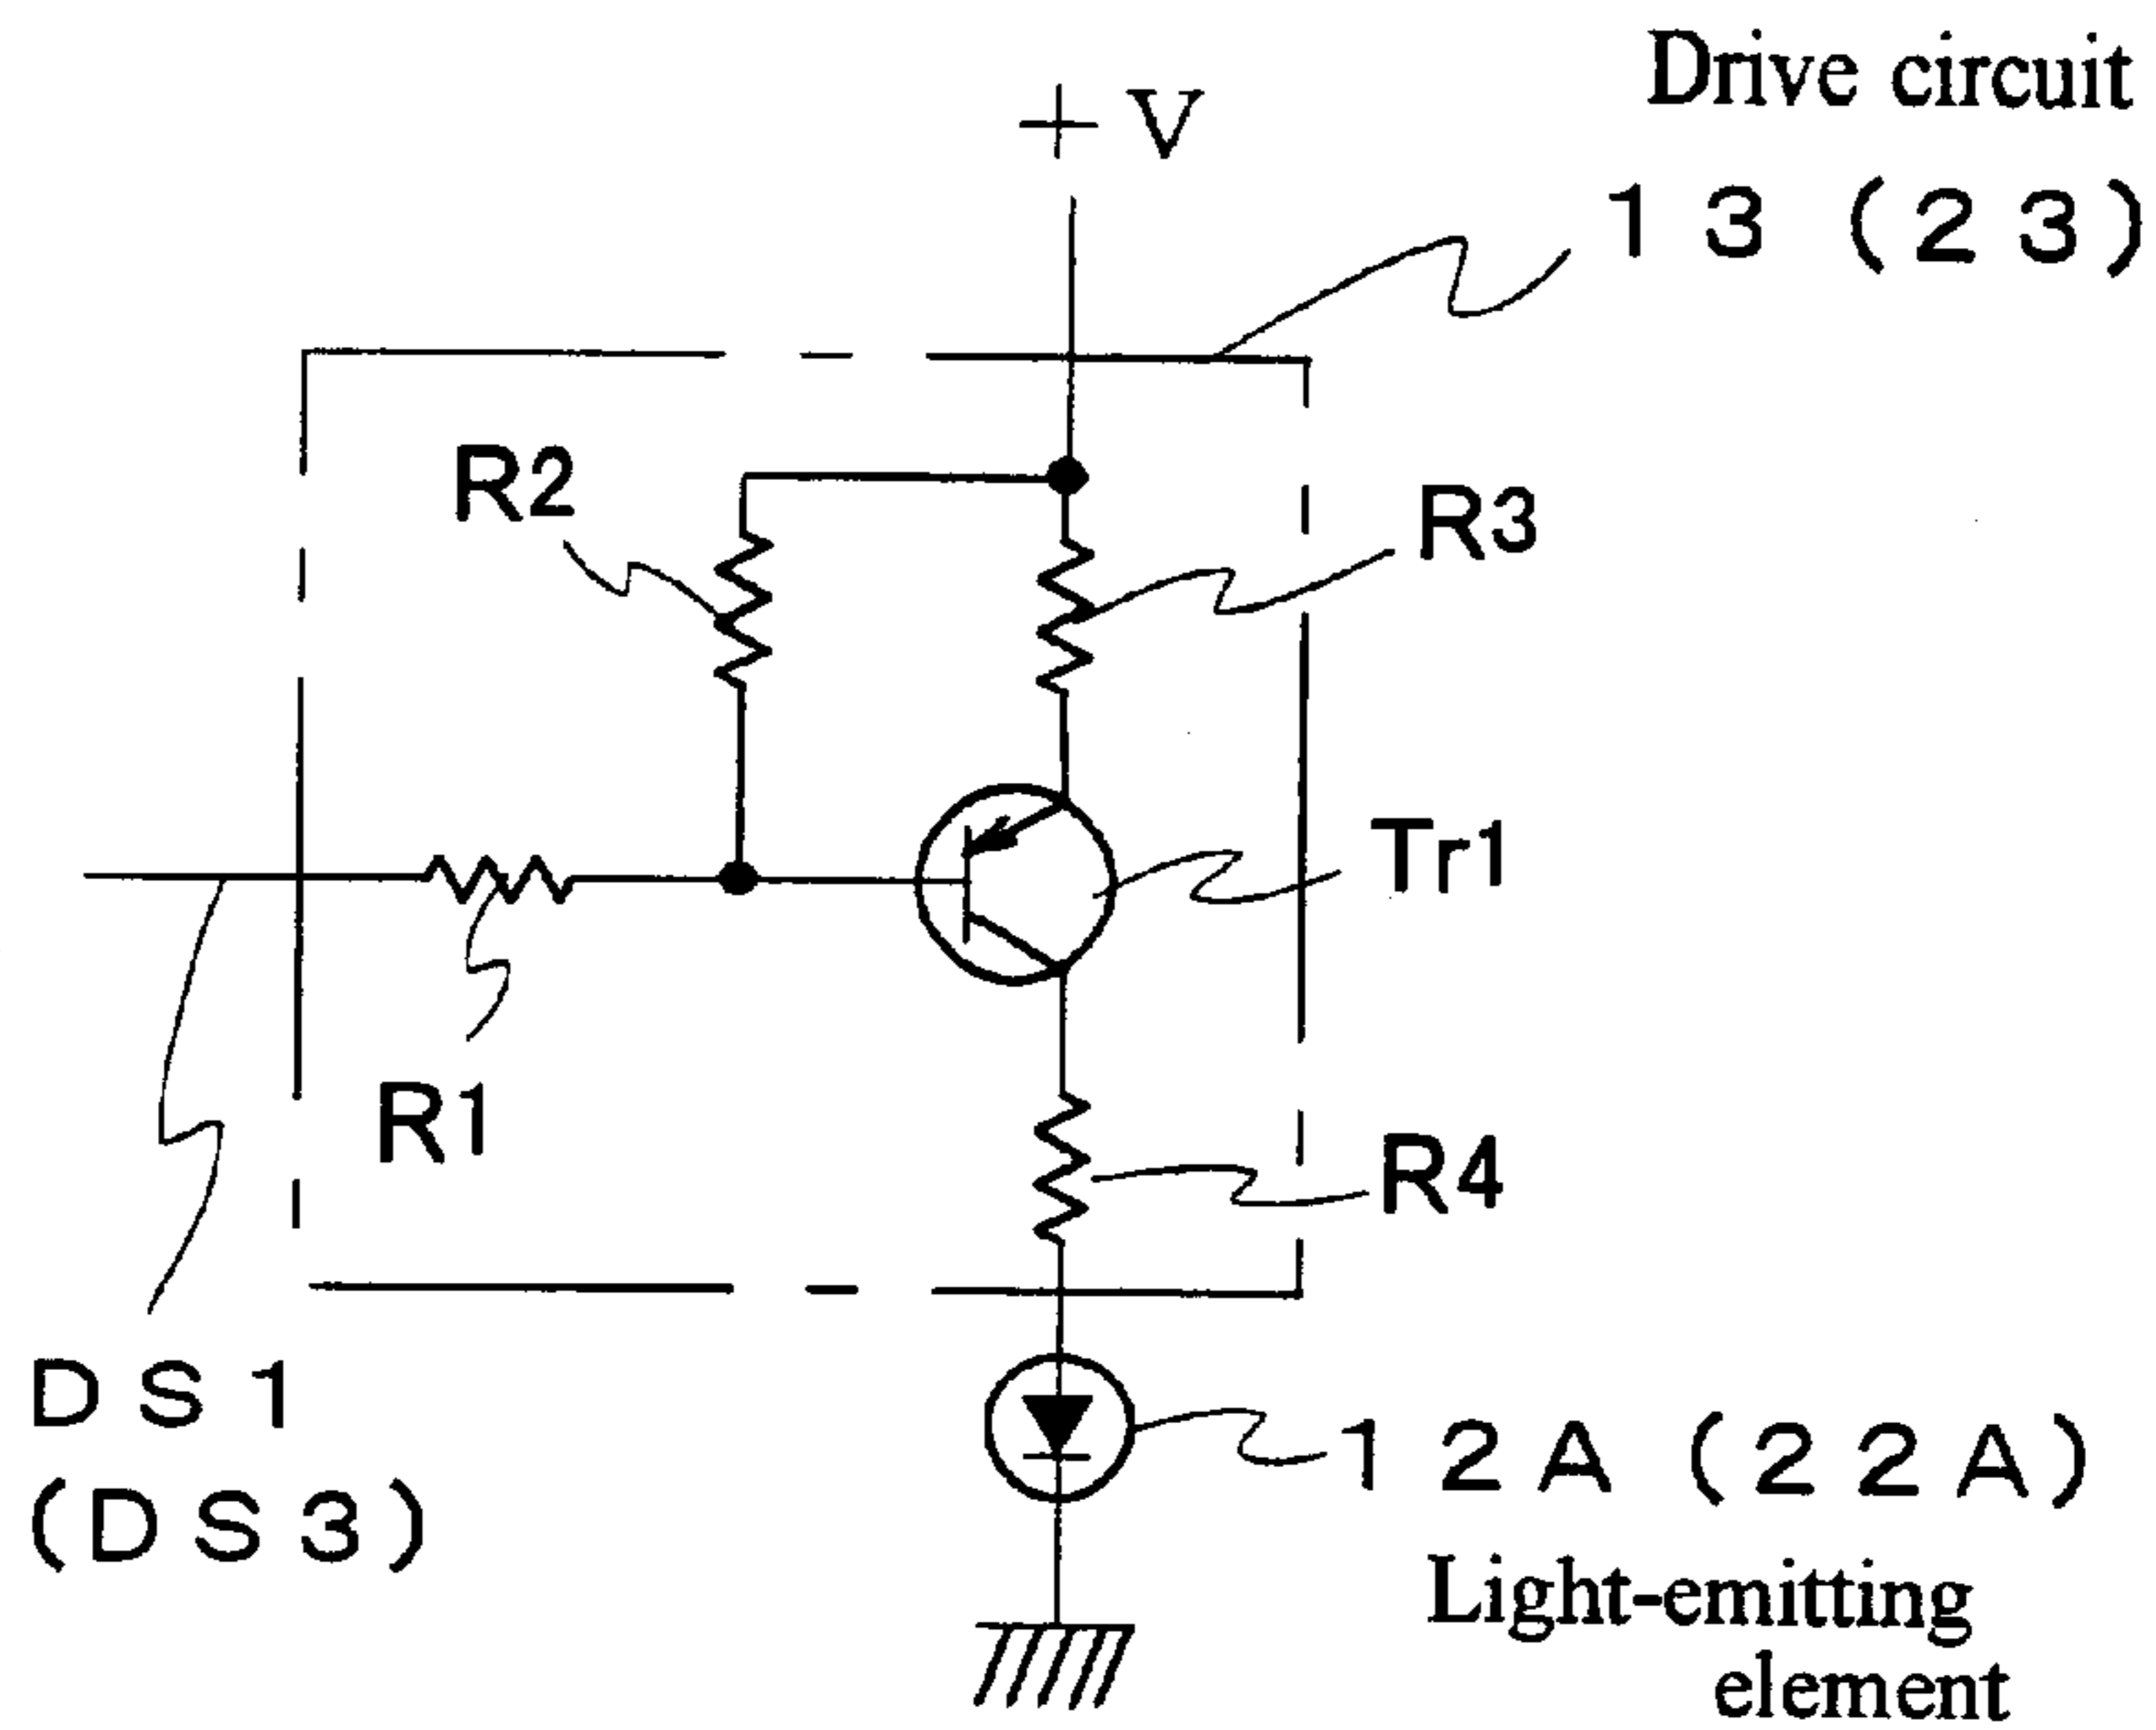 Drive circuit
13 (23)
+V
R2
R3
Tr1
R1
R4
DS1
(DS3)
12A (22A)
Light-emitting
element